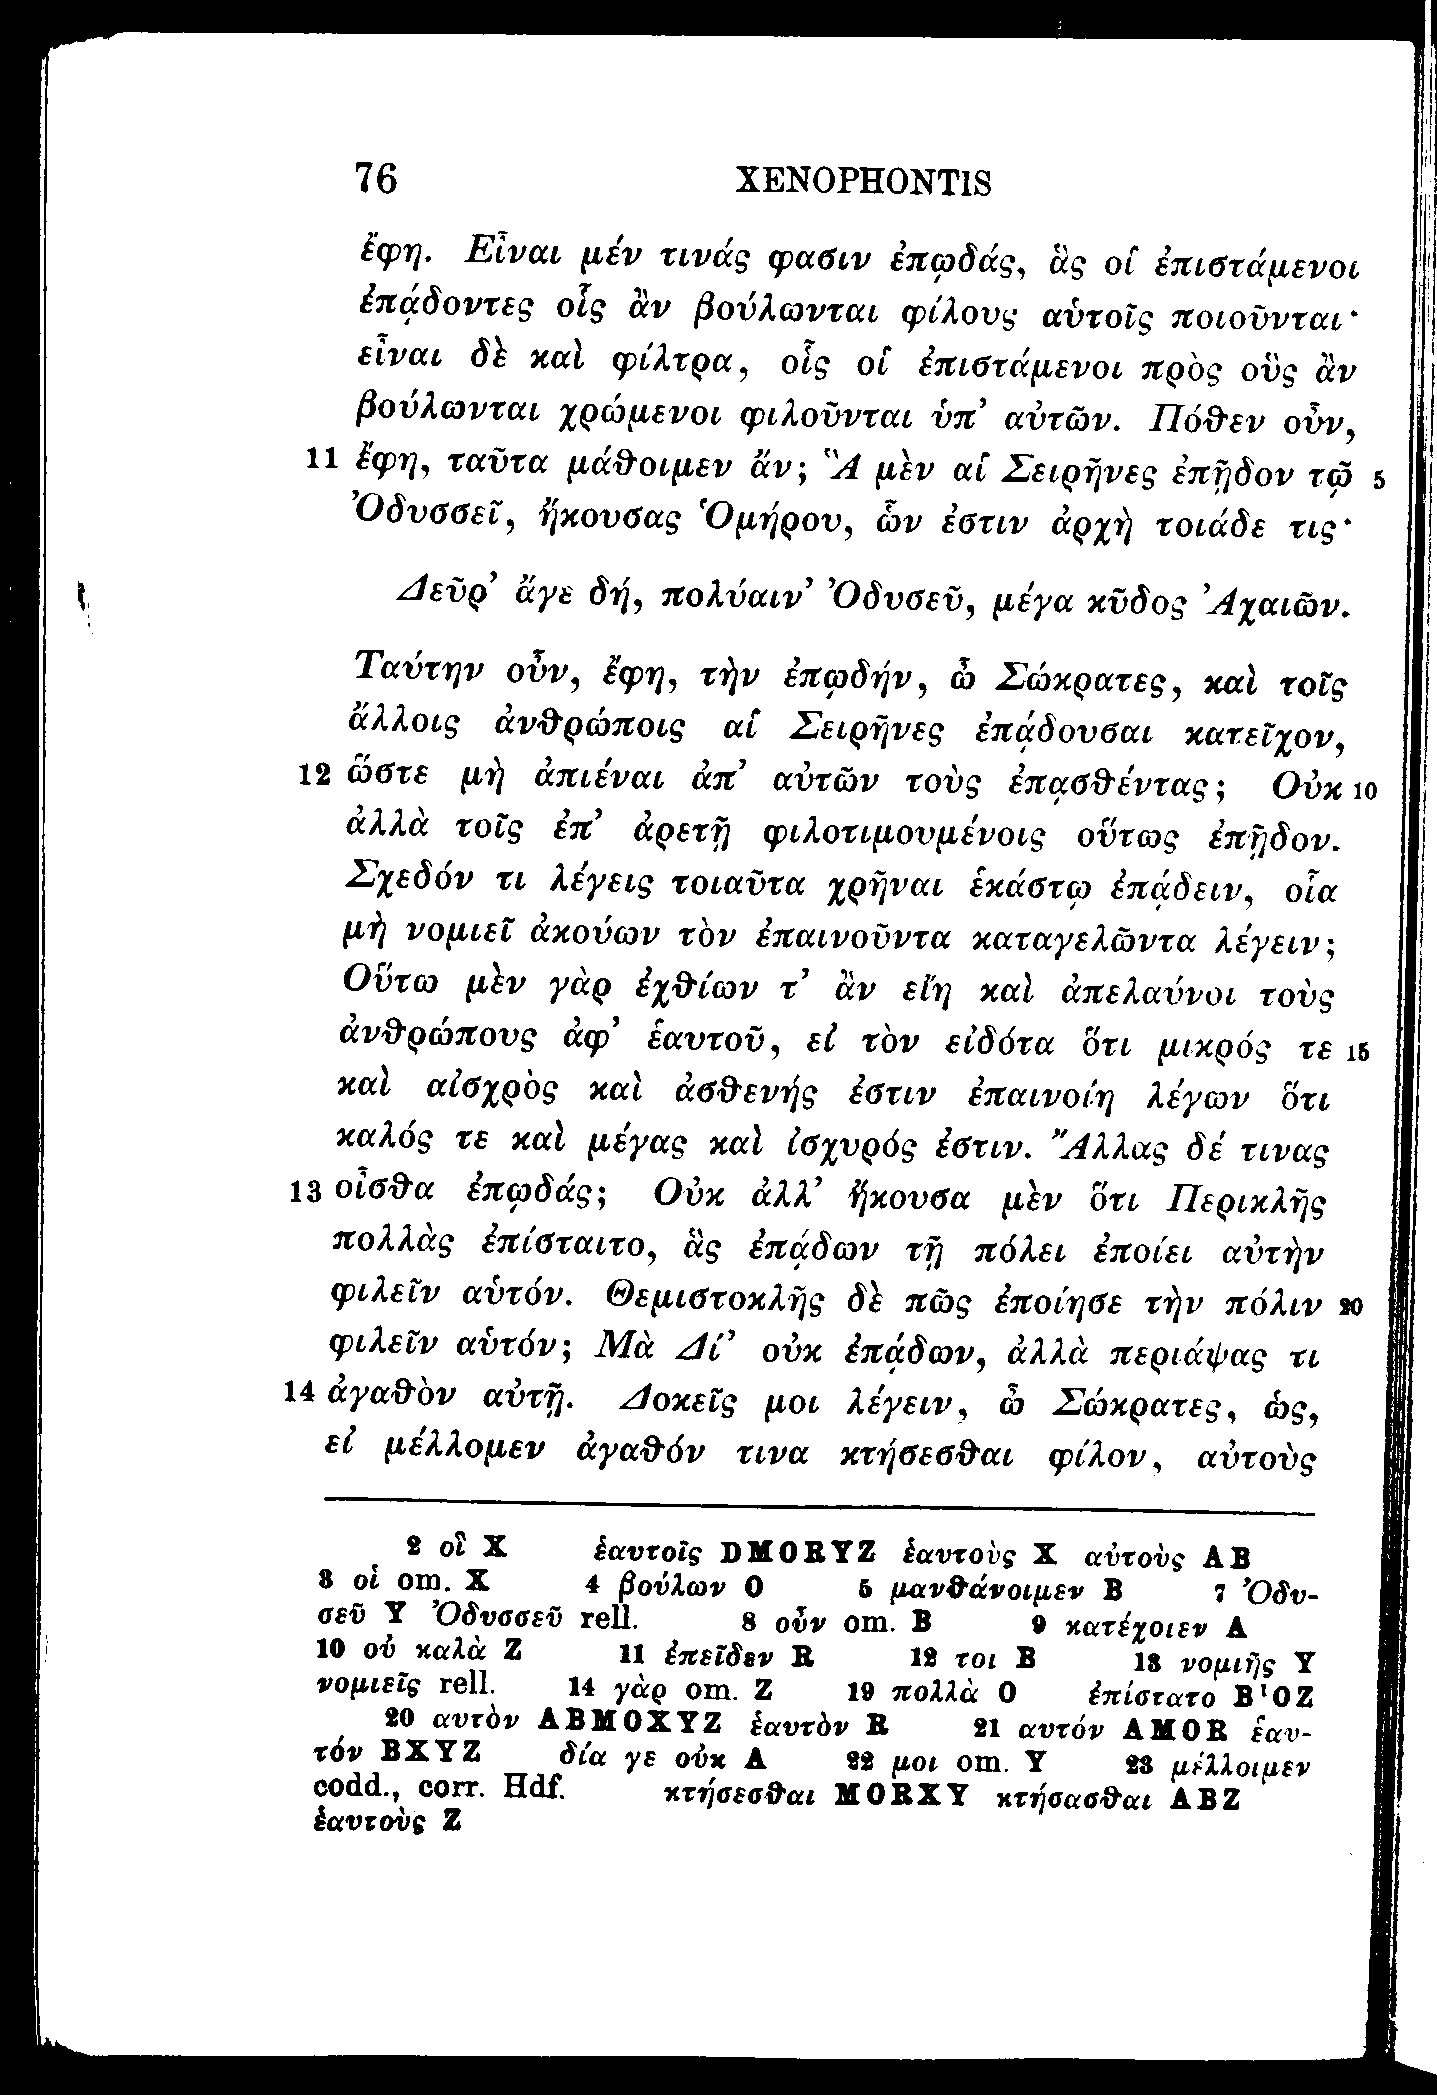 76 XENOPHONTIS
ἔφη. Εἶναι μέν τινάς φασιν ἐπῳδάς, ἃς οἱ ἐπιστάμενοι
ἐπᾴδοντες οἷς ἂν βούλωνται φίλους αὑτοῖς ποιοῦνται·
εἶναι δὲ καὶ φίλτρα, οἷς οἱ ἐπιστάμενοι πρὸς οὓς ἂν
βούλωνται χρώμενοι φιλοῦνται ὑπ’ αὐτῶν. Πόθεν οὖν,
11 ἔφη, ταῦτα μάθοιμεν ἄν; Ἃ μὲν αἱ Σειρῆνες ἐπῇδον τῷ 5
Ὀδυσσεῖ, ἤκουσας Ὁμήρου, ὧν ἐστιν ἀρχὴ τοιάδε τις·
Δεῦρ’ ἄγε δή, πολύαιν’ Ὀδυσεῦ, μέγα κῦδος Ἀχαιῶν.
Ταύτην οὖν, ἔφη, τὴν ἐπῳδήν, ὦ Σώκρατες, καὶ τοῖς
ἄλλοις ἀνθρώποις αἱ Σειρῆνες ἐπᾴδουσαι κατεῖχον,
12 ὥστε μὴ ἀπιέναι ἀπ’ αὐτῶν τοὺς ἐπασθέντας; Οὐκ 10
ἀλλὰ τοῖς ἐπ’ ἀρετῇ φιλοτιμουμένοις οὕτως ἐπῇδον.
Σχεδόν τι λέγεις τοιαῦτα χρῆναι ἑκάστῳ ἐπᾴδειν, οἷα
μὴ νομιεῖ ἀκούων τὸν ἐπαινοῦντα καταγελῶντα λέγειν;
Οὕτω μὲν γὰρ ἐχθίων τ’ ἂν εἴη καὶ ἀπελαύνοι τοὺς
ἀνθρώπους ἀφ’ ἑαυτοῦ, εἰ τὸν εἰδότα ὅτι μικρός τε 15
καὶ αἰσχρὸς καὶ ἀσθενής ἐστιν ἐπαινοίη λέγων ὅτι
καλός τε καὶ μέγας καὶ ἰσχυρός ἐστιν. Ἄλλας δέ τινας
13 οἶσθα ἐπῳδάς; Οὐκ ἀλλ’ ἤκουσα μὲν ὅτι Περικλῆς
πολλὰς ἐπίσταιτο, ἃς ἐπᾴδων τῇ πόλει ἐποίει αὐτὴν
φιλεῖν αὑτόν. Θεμιστοκλῆς δὲ πῶς ἐποίησε τὴν πόλιν 20
φιλεῖν αὑτόν; Μὰ Δί’ οὐκ ἐπᾴδων, ἀλλὰ περιάψας τι
14 ἀγαθὸν αὐτῇ. Δοκεῖς μοι λέγειν, ὦ Σώκρατες, ὡς,
εἰ μέλλομεν ἀγαθόν τινα κτήσεσθαι φίλον, αὐτοὺς
2 οἳ X ἑαυτοῖς DMORYZ ἑαυτοὺς X αὐτοὺς AB
3 οἱ om. X 4 βούλων O 5 μανθάνοιμεν B 7 Ὀδυ-
σεῦ Y Ὀδυσσεῦ rell. 8 οὖν om. B 9 κατέχοιεν A
10 οὐ καλὰ Z 11 ἐπεῖδεν R 12 τοι B 13 νομιῆς Y
νομιεῖς rell. 14 γὰρ om. Z 19 πολλὰ O ἐπίστατο B¹OZ
20 αυτὸν ABMOXYZ ἑαυτὸν R 21 αυτόν AMOR ἑαυ-
τόν BXYZ δία γε οὐκ A 22 μοι om. Y 23 μέλλοιμεν
codd., corr. Hdf. κτήσεσθαι MORXY κτήσασθαι ABZ
ἑαυτοὺς Z